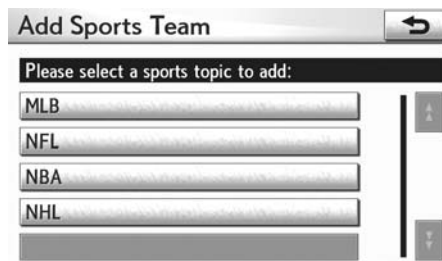 Add Sports Team
Please select a sports topic to add:
MLB
NFL
NBA
NHL